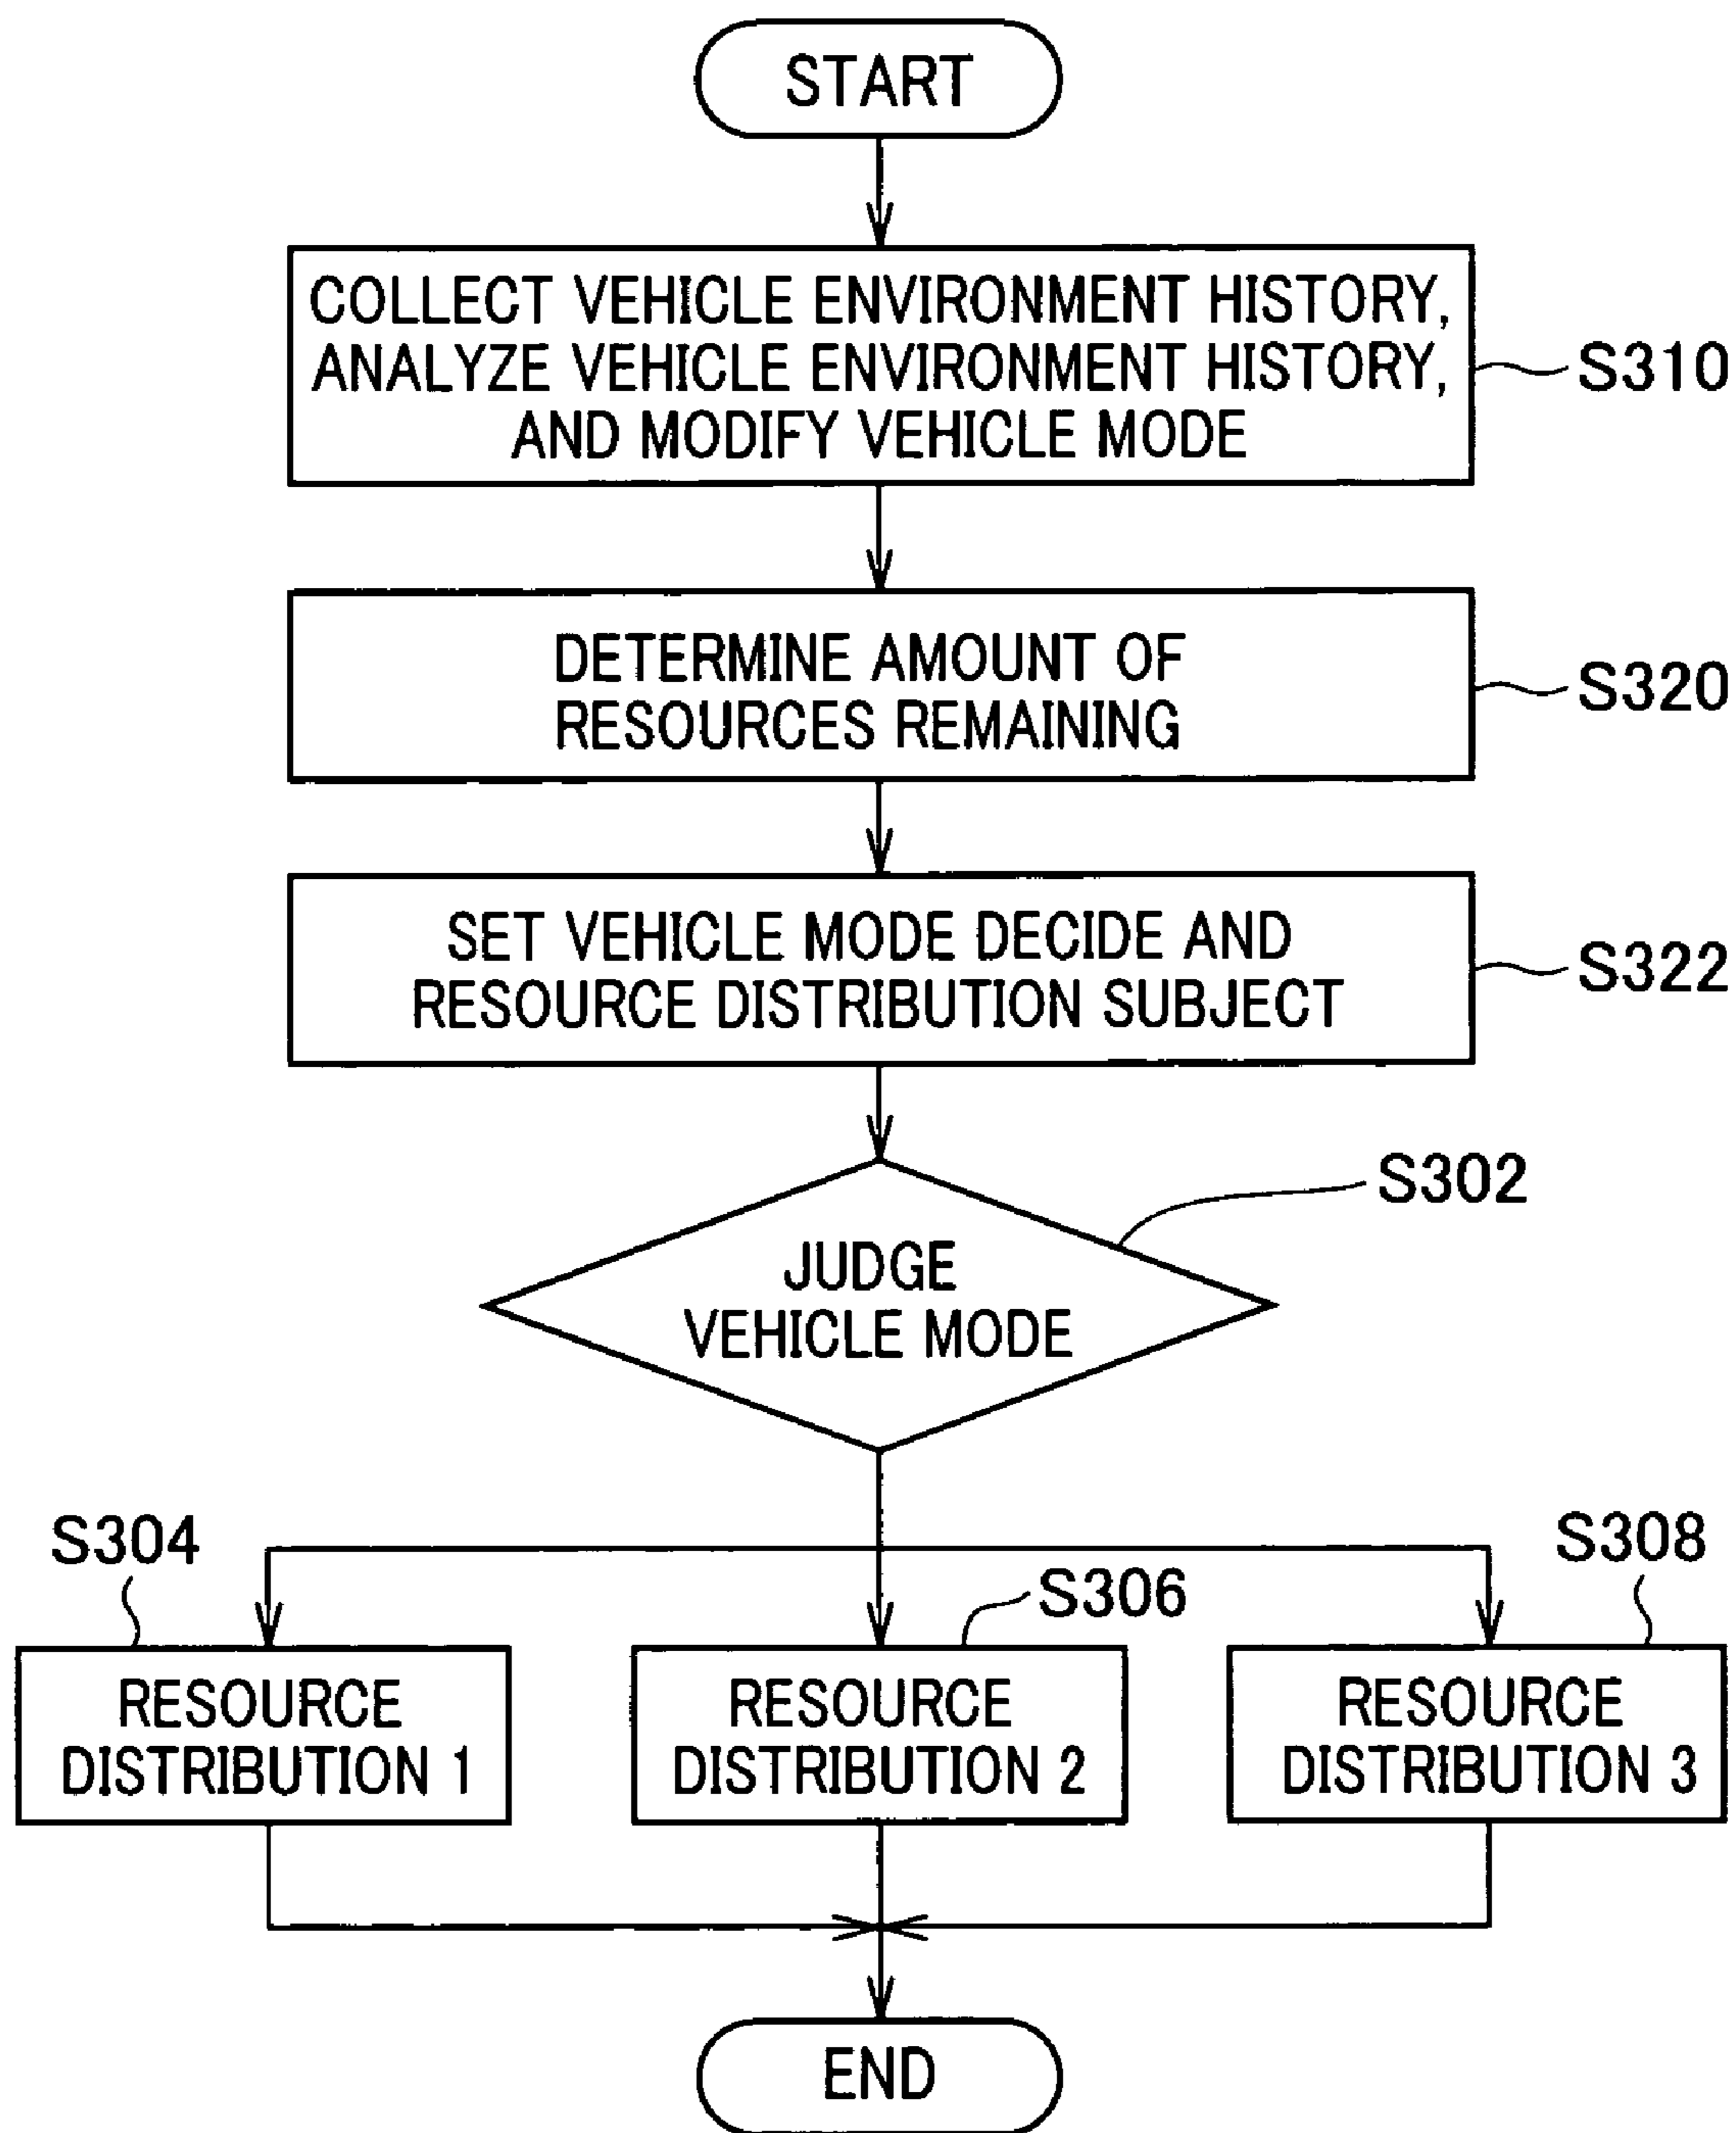 START
COLLECT VEHICLE ENVIRONMENT HISTORY,
ANALYZE VEHICLE ENVIRONMENT HISTORY,
AND MODIFY VEHICLE MODE
S310
DETERMINE AMOUNT OF
RESOURCES REMAINING
S320
SET VEHICLE MODE DECIDE AND
RESOURCE DISTRIBUTION SUBJECT
S322
S302
JUDGE
VEHICLE MODE
S304
S306
S308
RESOURCE
DISTRIBUTION 1
RESOURCE
DISTRIBUTION 2
RESOURCE
DISTRIBUTION 3
END